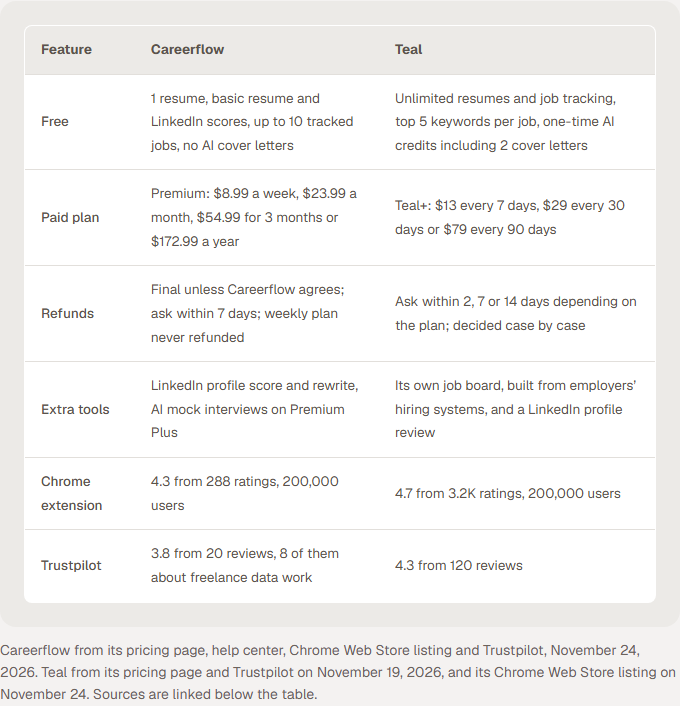 Feature Careerflow Teal
Free
1 resume, basic resume and
LinkedIn scores, up to 10 tracked
jobs, no AI cover letters
Unlimited resumes and job tracking,
top 5 keywords per job, one-time AI
credits including 2 cover letters
Paid plan
Premium: $8.99 a week, $23.99 a
month, $54.99 for 3 months or
$172.99 a year
Teal+: $13 every 7 days, $29 every 30
days or $79 every 90 days
Refunds
Final unless Careerflow agrees;
ask within 7 days; weekly plan
never refunded
Ask within 2, 7 or 14 days depending on
the plan; decided case by case
Extra tools
LinkedIn profile score and rewrite,
AI mock interviews on Premium
Plus
Its own job board, built from employers’
hiring systems, and a LinkedIn profile
review
Chrome
extension
4.3 from 288 ratings, 200,000
users
4.7 from 3.2K ratings, 200,000 users
Trustpilot
3.8 from 20 reviews, 8 of them
about freelance data work
4.3 from 120 reviews
Careerflow from its pricing page, help center, Chrome Web Store listing and Trustpilot, November 24,
2026. Teal from its pricing page and Trustpilot on November 19, 2026, and its Chrome Web Store listing on
November 24. Sources are linked below the table.